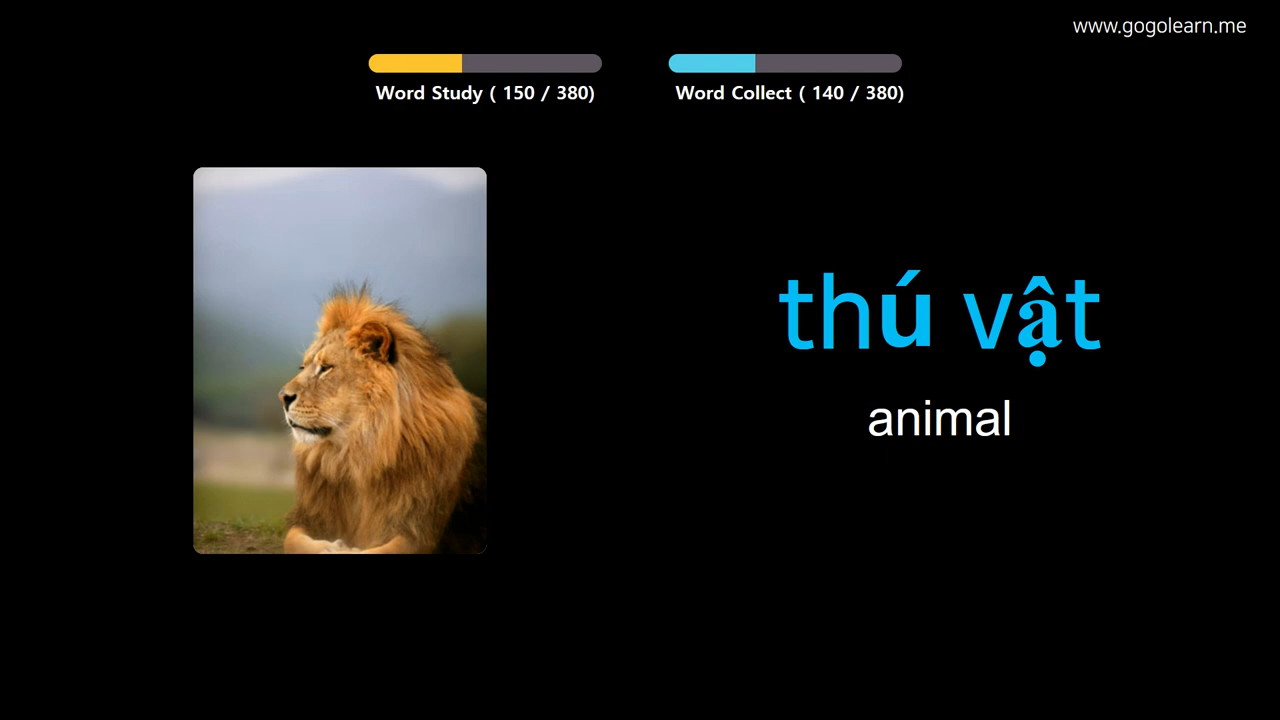 www.gogolearn.me
Word Study ( 150 / 380)
Word Collect ( 140 / 380)
thú vật
animal